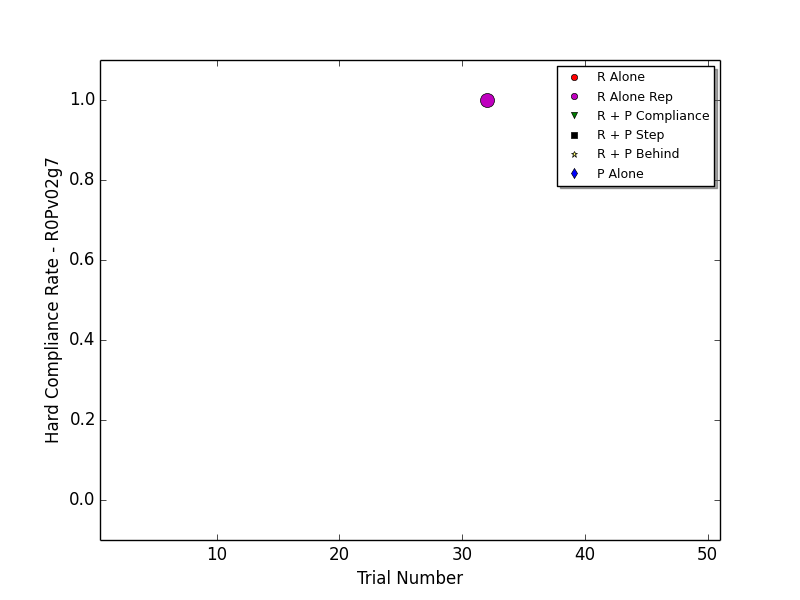 R Alone
R Alone Rep
R + P Compliance
R + P Step
R + P Behind
P Alone
1.0
0.8
0.6
0.4
0.2
0.0
Hard Compliance Rate - R0Pv02g7
10 20 30 40 50
Trial Number